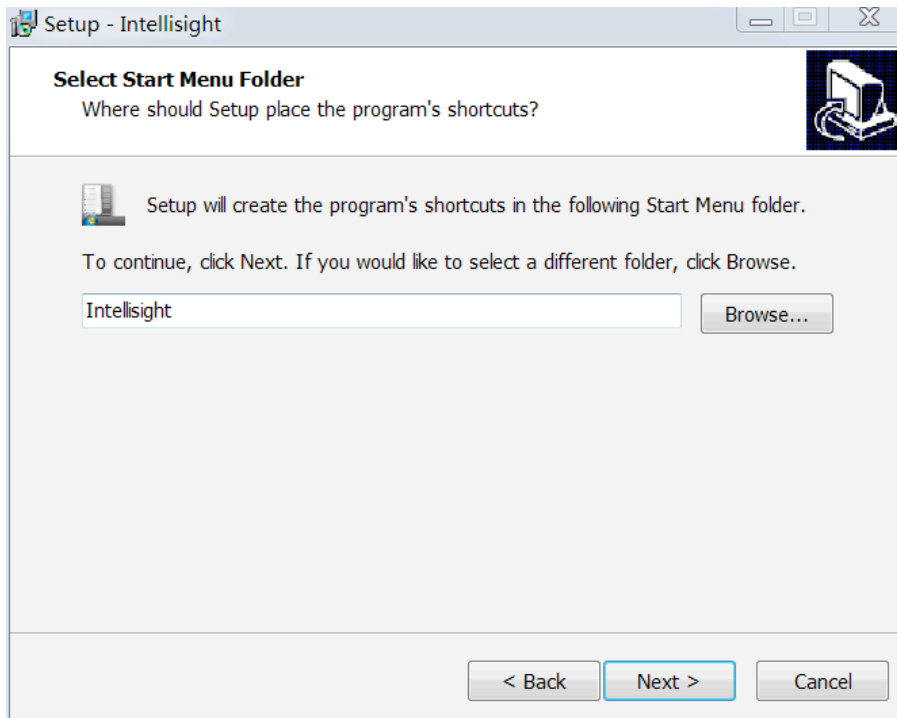 Setup - Intellisight
Select Start Menu Folder
Where should Setup place the program's shortcuts?
Setup will create the program's shortcuts in the following Start Menu folder.
To continue, click Next. If you would like to select a different folder, click Browse.
Intellisight
Browse...
< Back
Next >
Cancel